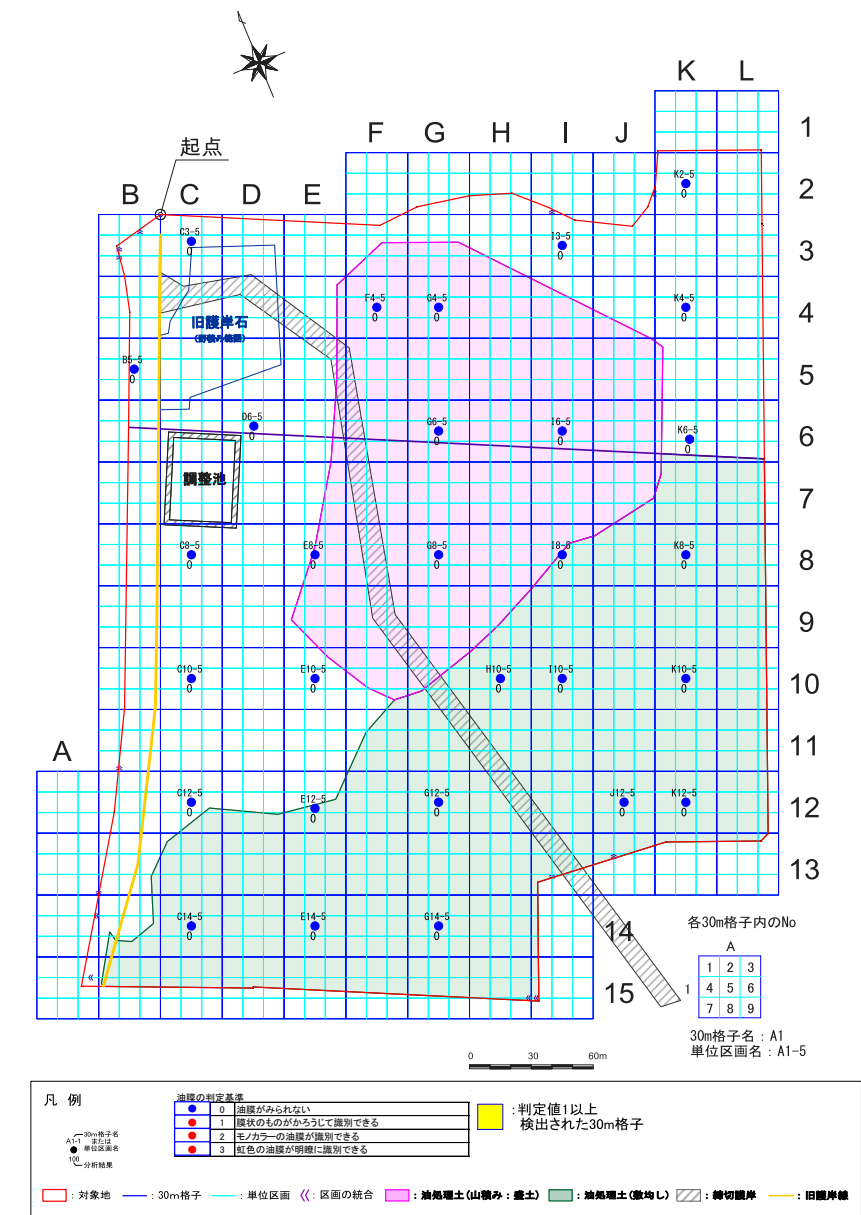 K L
1
F G H I J
起点
K2-5
0
2
B C D E
C3-5
0
I3-5
0
3
F4-5
0
G4-5
0
K4-5
0
4
旧護岸石
B5-5
0
5
D6-5
0
G6-5
0
I6-5
0
K6-5
0
6
調整池
7
C8-5
0
E8-5
0
G8-5
0
I8-5
0
K8-5
0
8
9
C10-5
0
E10-5
0
H10-5
0
I10-5
0
K10-5
0
10
11
A
C12-5
0
E12-5
0
G12-5
0
J12-5
0
K12-5
0
12
13
C14-5
0
E14-5
0
G14-5
0
14
15
各30m格子内のNo
A
1 2 3
1 4 5 6
7 8 9
30m格子名：A1
単位区画名：A1-5
0 30 60m
凡 例
30m格子名
または
A1-1 単位区画名
100 分析結果
油膜の判定基準
0 油膜がみられない
1 膜状のものがかろうじて識別できる
2 モノカラーの油膜が識別できる
3 虹色の油膜が明瞭に識別できる
：判定値1以上
検出された30m格子
：対象地 ：30m格子 ：単位区画 ：区画の統合 ：油処理土(山積み：盛土) ：油処理土(敷均し) ：締切護岸 ：旧護岸線